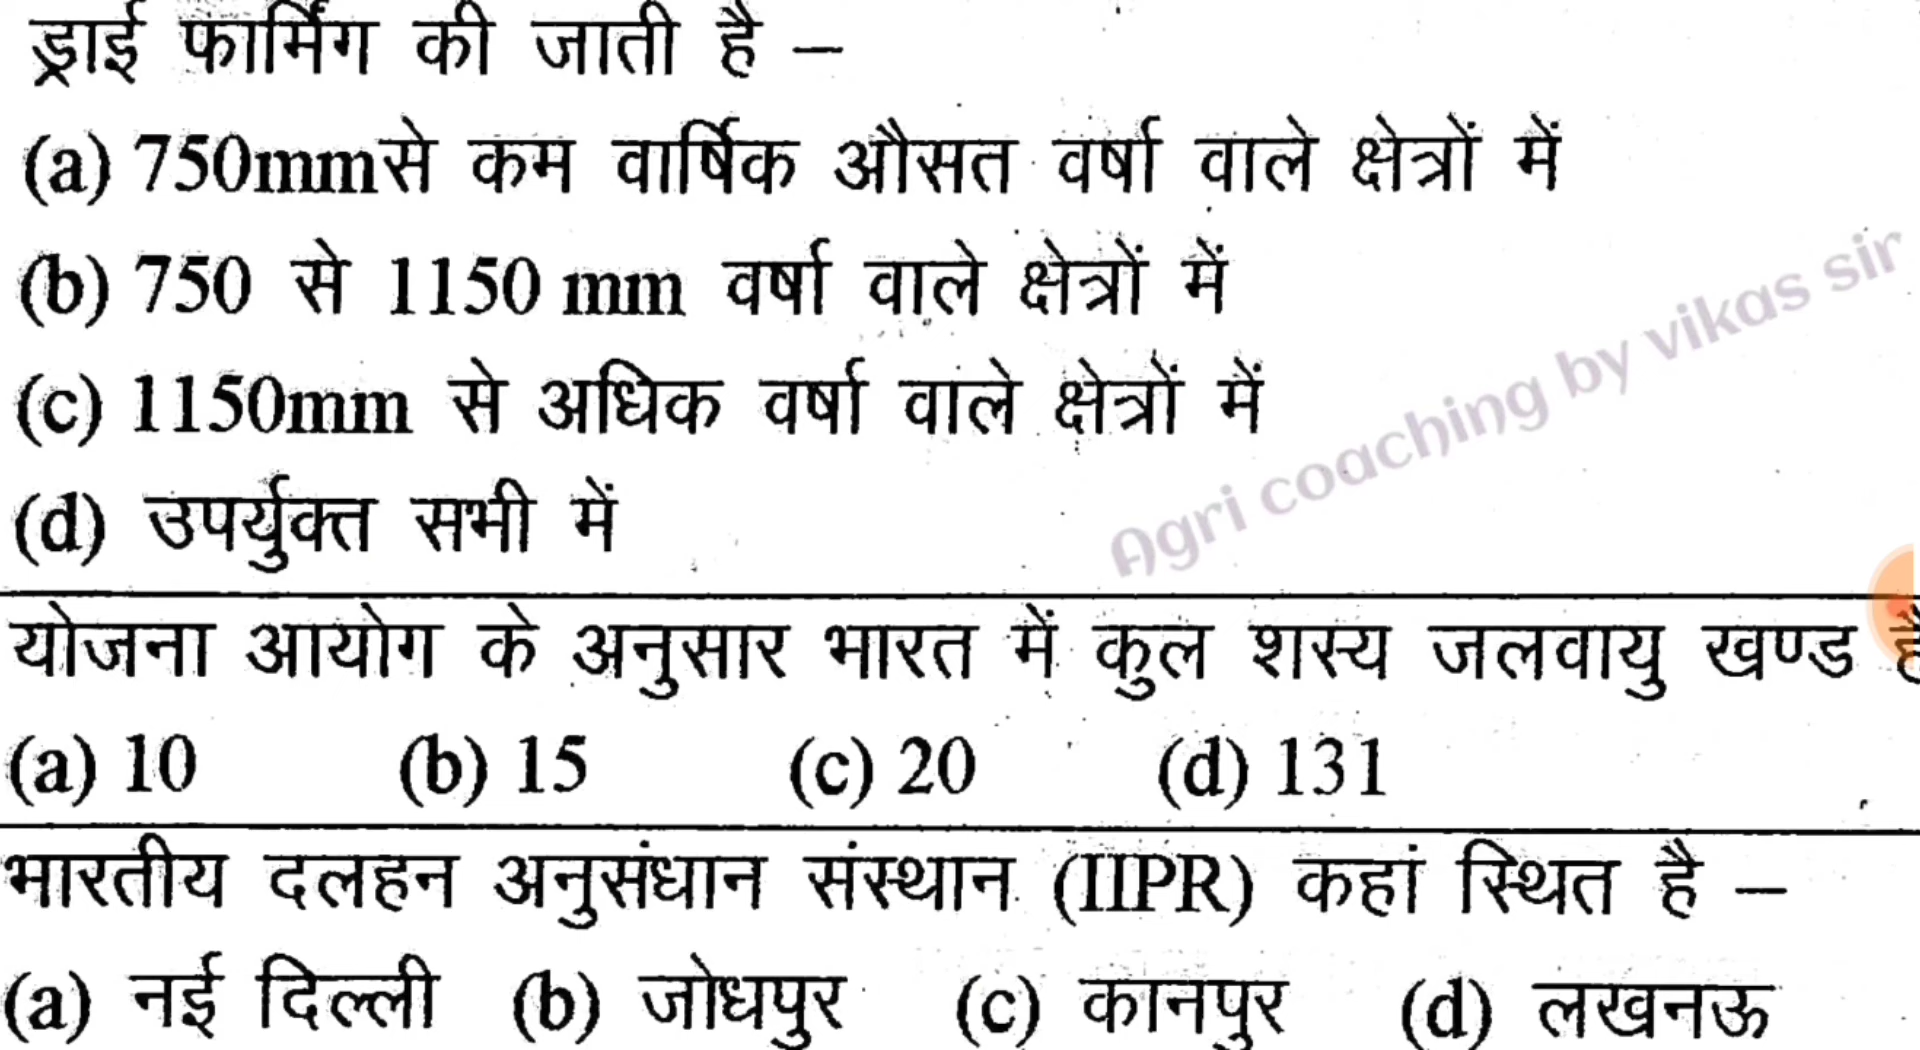 ड्राई फार्मिंग की जाती है –
(a) 750mmसे कम वार्षिक औसत वर्षा वाले क्षेत्रों में
(b) 750 से 1150 mm वर्षा वाले क्षेत्रों में
(c) 1150mm से अधिक वर्षा वाले क्षेत्रों में
(d) उपर्युक्त सभी में
Agri coaching by vikas sir
योजना आयोग के अनुसार भारत में कुल शस्य जलवायु खण्ड है
(a) 10 (b) 15 (c) 20 (d) 131
भारतीय दलहन अनुसंधान संस्थान (IIPR) कहां स्थित है –
(a) नई दिल्ली (b) जोधपुर (c) कानपुर (d) लखनऊ